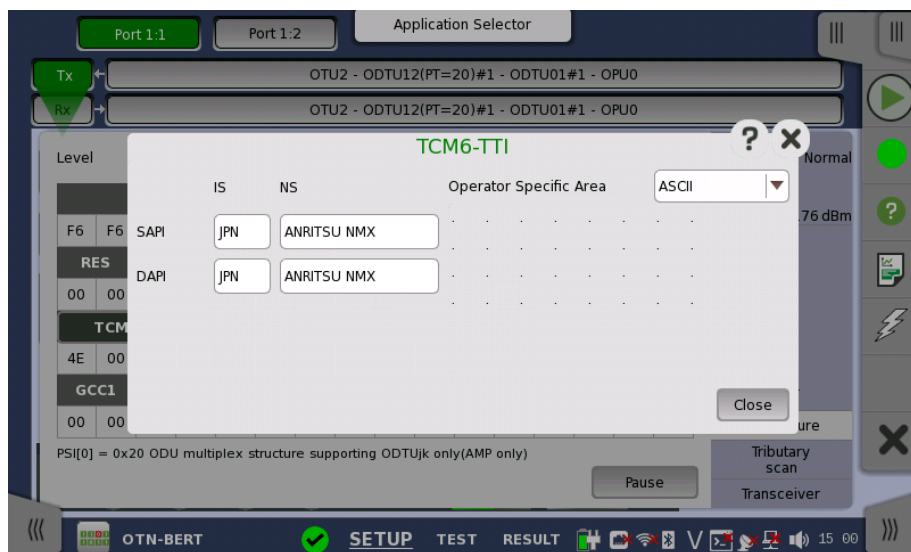 Port 1:1
Port 1:2
Application Selector
Tx
OTU2 - ODTU12(PT=20)#1 - ODTU01#1 - OPU0
Rx
OTU2 - ODTU12(PT=20)#1 - ODTU01#1 - OPU0
TCM6-TTI
? X
Level
Normal
IS NS Operator Specific Area ASCII
76 dBm
F6 F6 SAPI JPN ANRITSU NMX
RES
DAPI JPN ANRITSU NMX
00 00
TCM
4E 00
GCC1
Close
00 00
ure
PSI[0] = 0x20 ODU multiplex structure supporting ODTUjk only(AMP only)
Tributary
scan
Pause
Transceiver
OTN-BERT SETUP TEST RESULT V 15 00